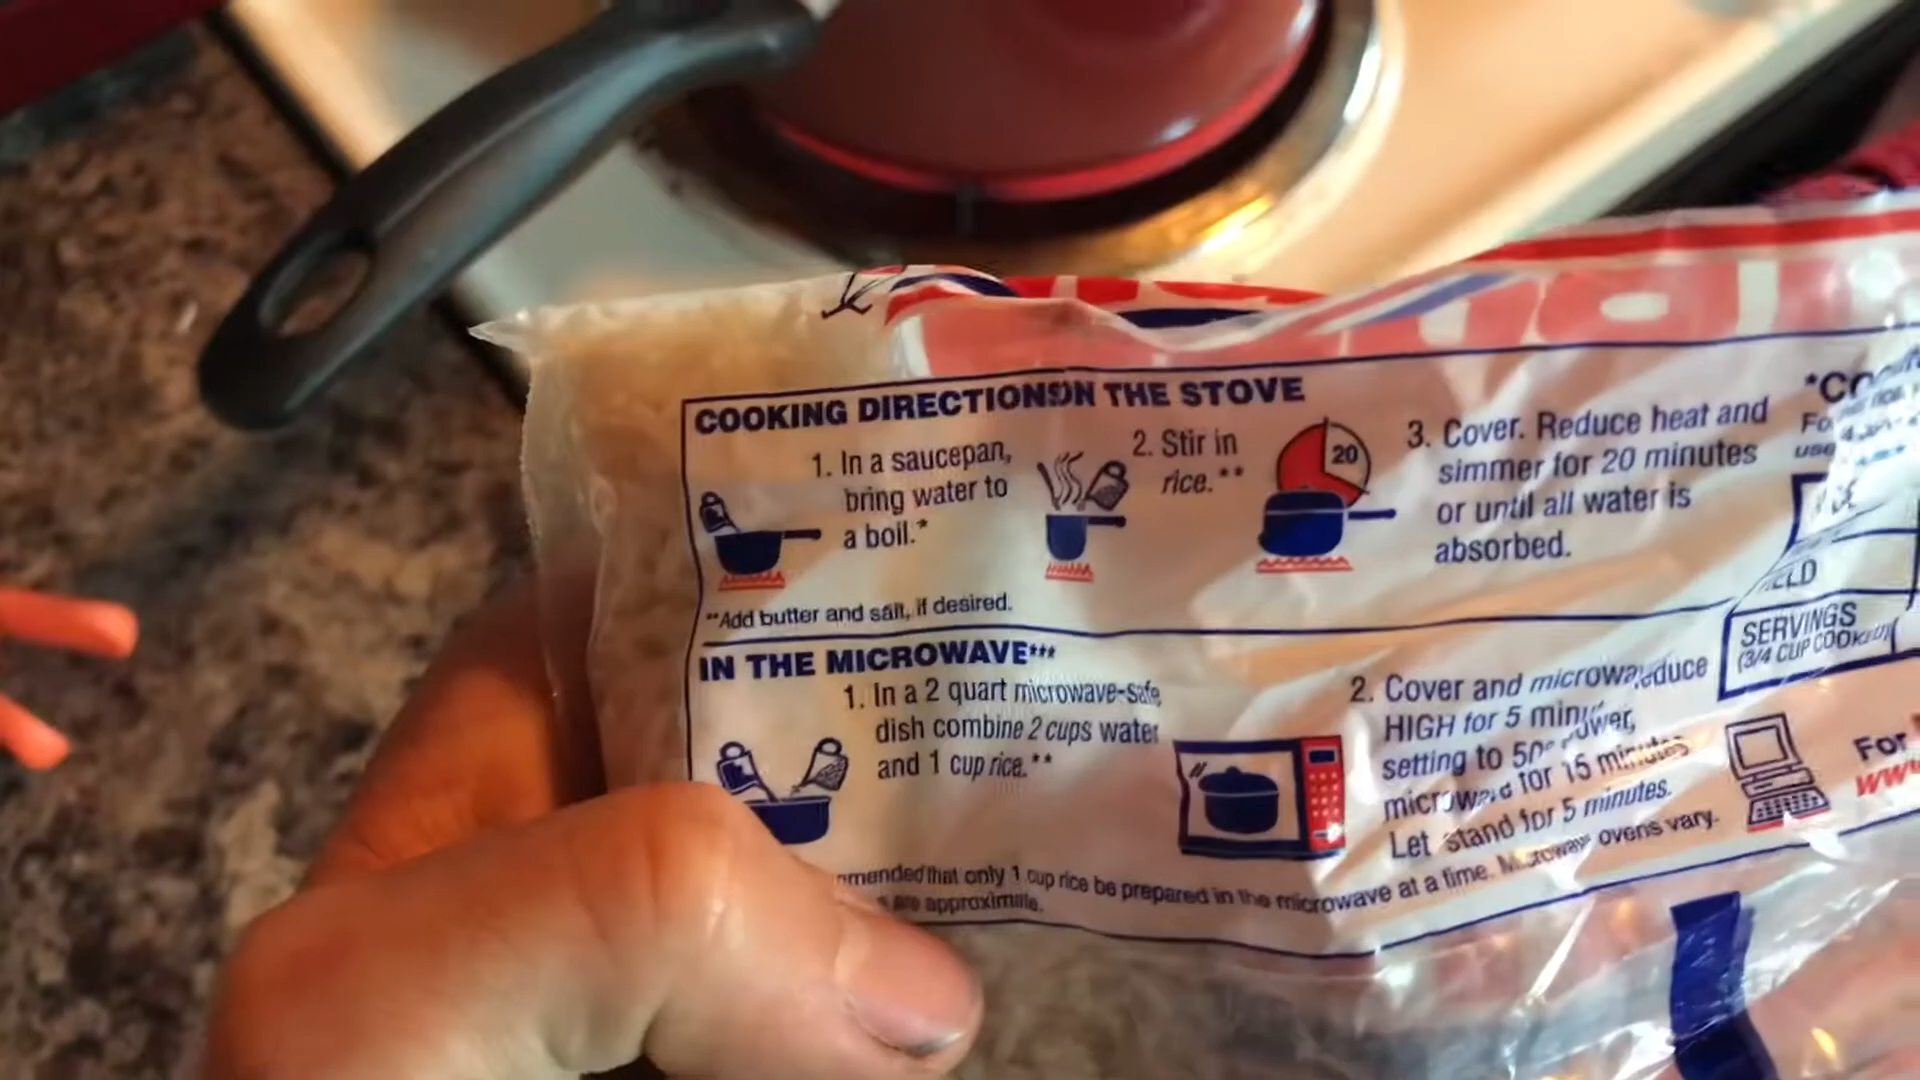 COOKING DIRECTIONS ON THE STOVE
1. In a saucepan,
bring water to
a boil.*
2. Stir in
rice.**
20
3. Cover. Reduce heat and
simmer for 20 minutes
or until all water is
absorbed.
**Add butter and salt, if desired.
IN THE MICROWAVE***
1. In a 2 quart microwave-safe
dish combine 2 cups water
and 1 cup rice.**
2. Cover and
HIGH for 5
setting to
for 15 minutes
Let stand for 5 minutes.
that only 1 cup rice be prepared in the microwave at a time. Microwave ovens vary.
are approximate.
SERVINGS
(3/4 CUP COOKED)
For